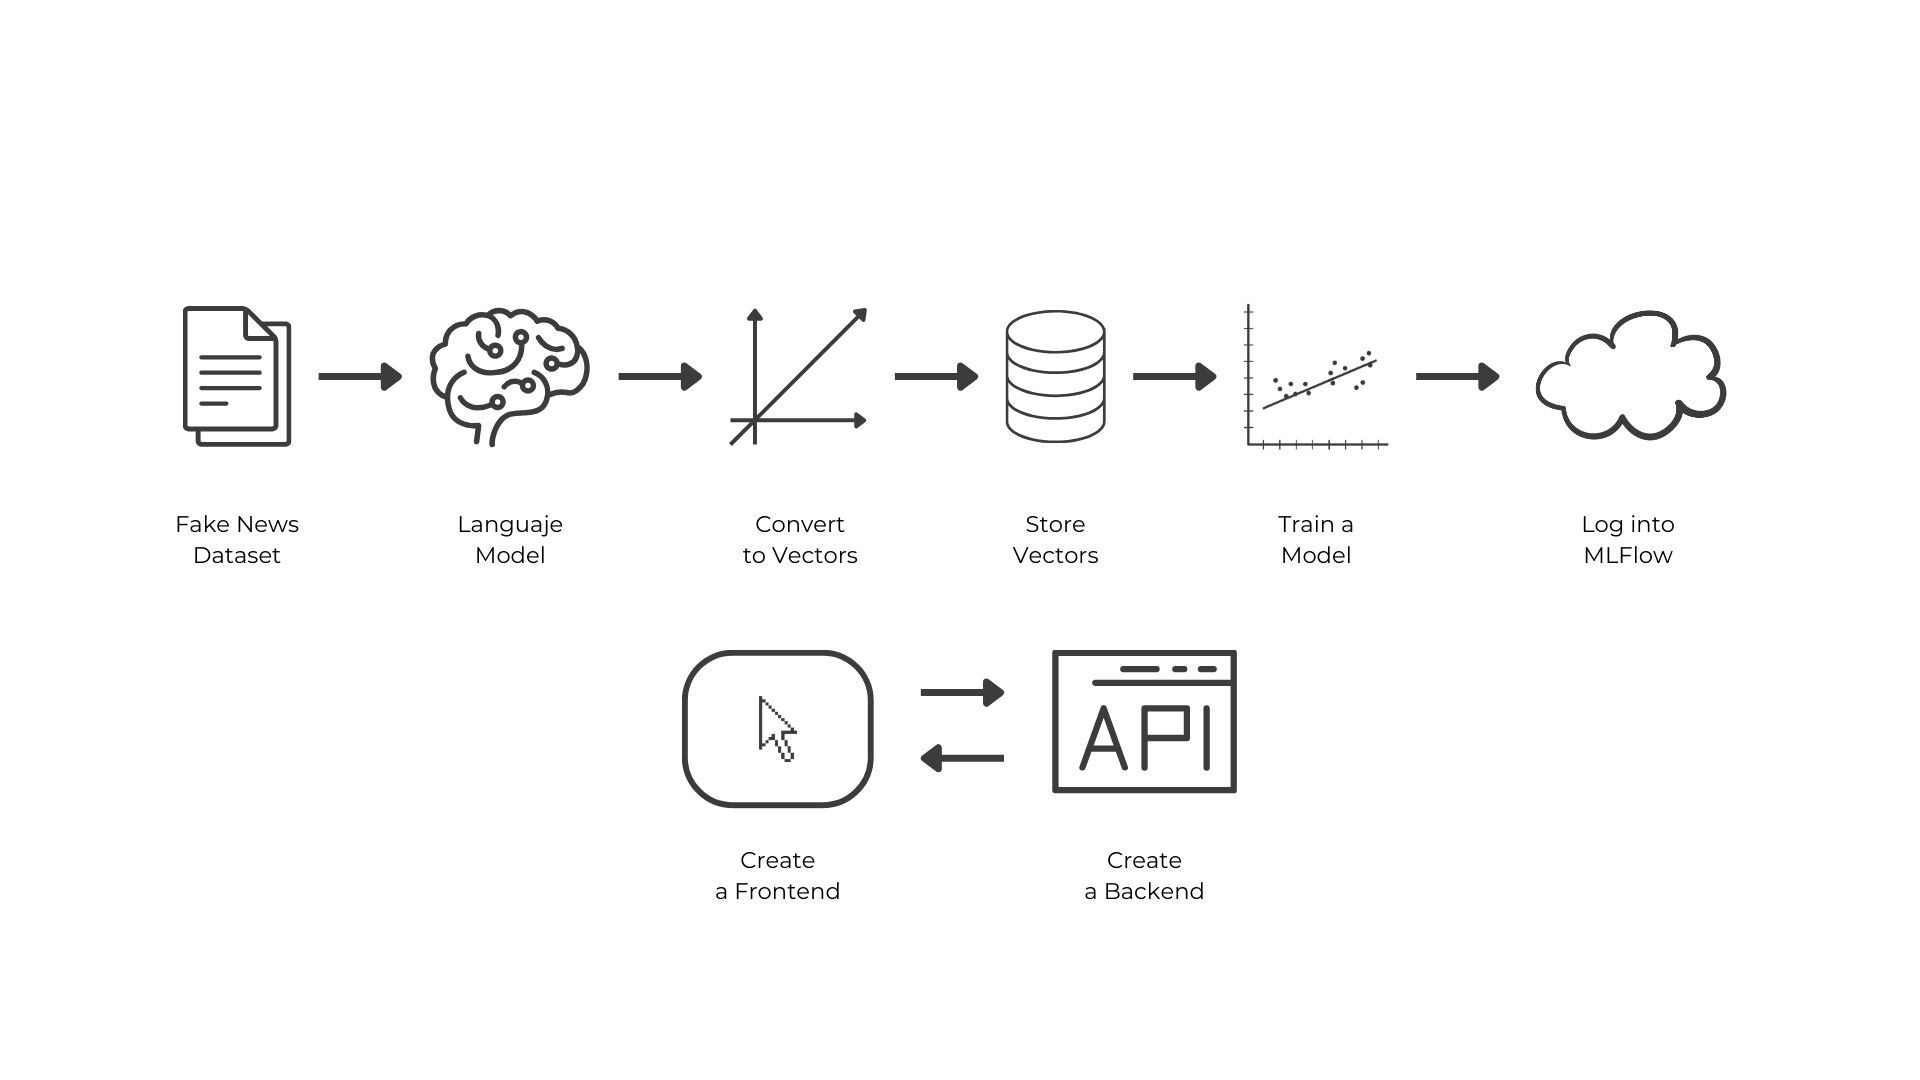 Fake News
Dataset
Languaje
Model
Convert
to Vectors
Store
Vectors
Train a
Model
Log into
MLFlow
API
Create
a Frontend
Create
a Backend